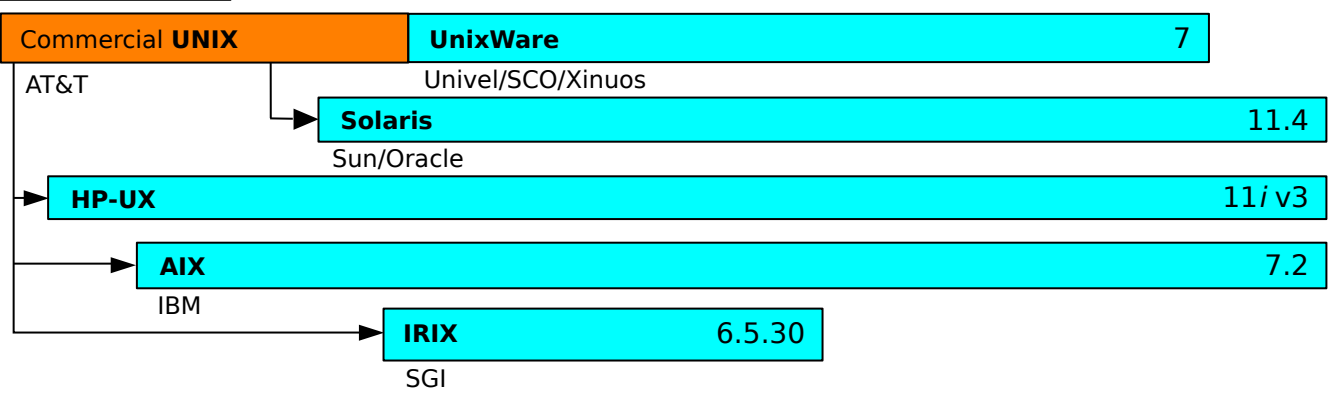 Commercial UNIX
UnixWare 7
AT&T
Univel/SCO/Xinuos
Solaris 11.4
Sun/Oracle
HP-UX 11i v3
AIX 7.2
IBM
IRIX 6.5.30
SGI